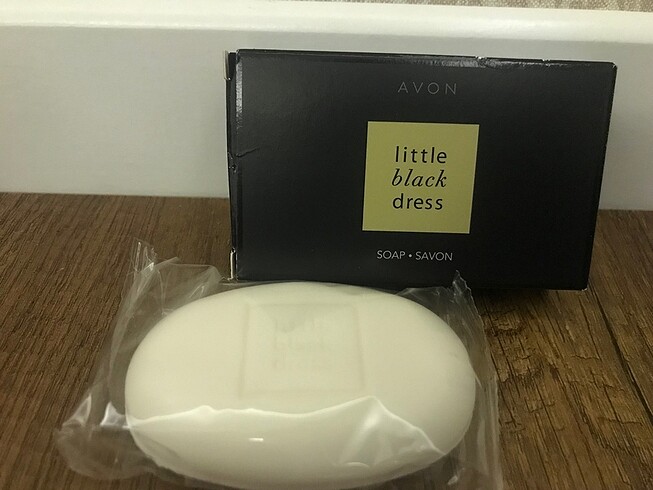 AVON
little
black
dress
SOAP • SAVON